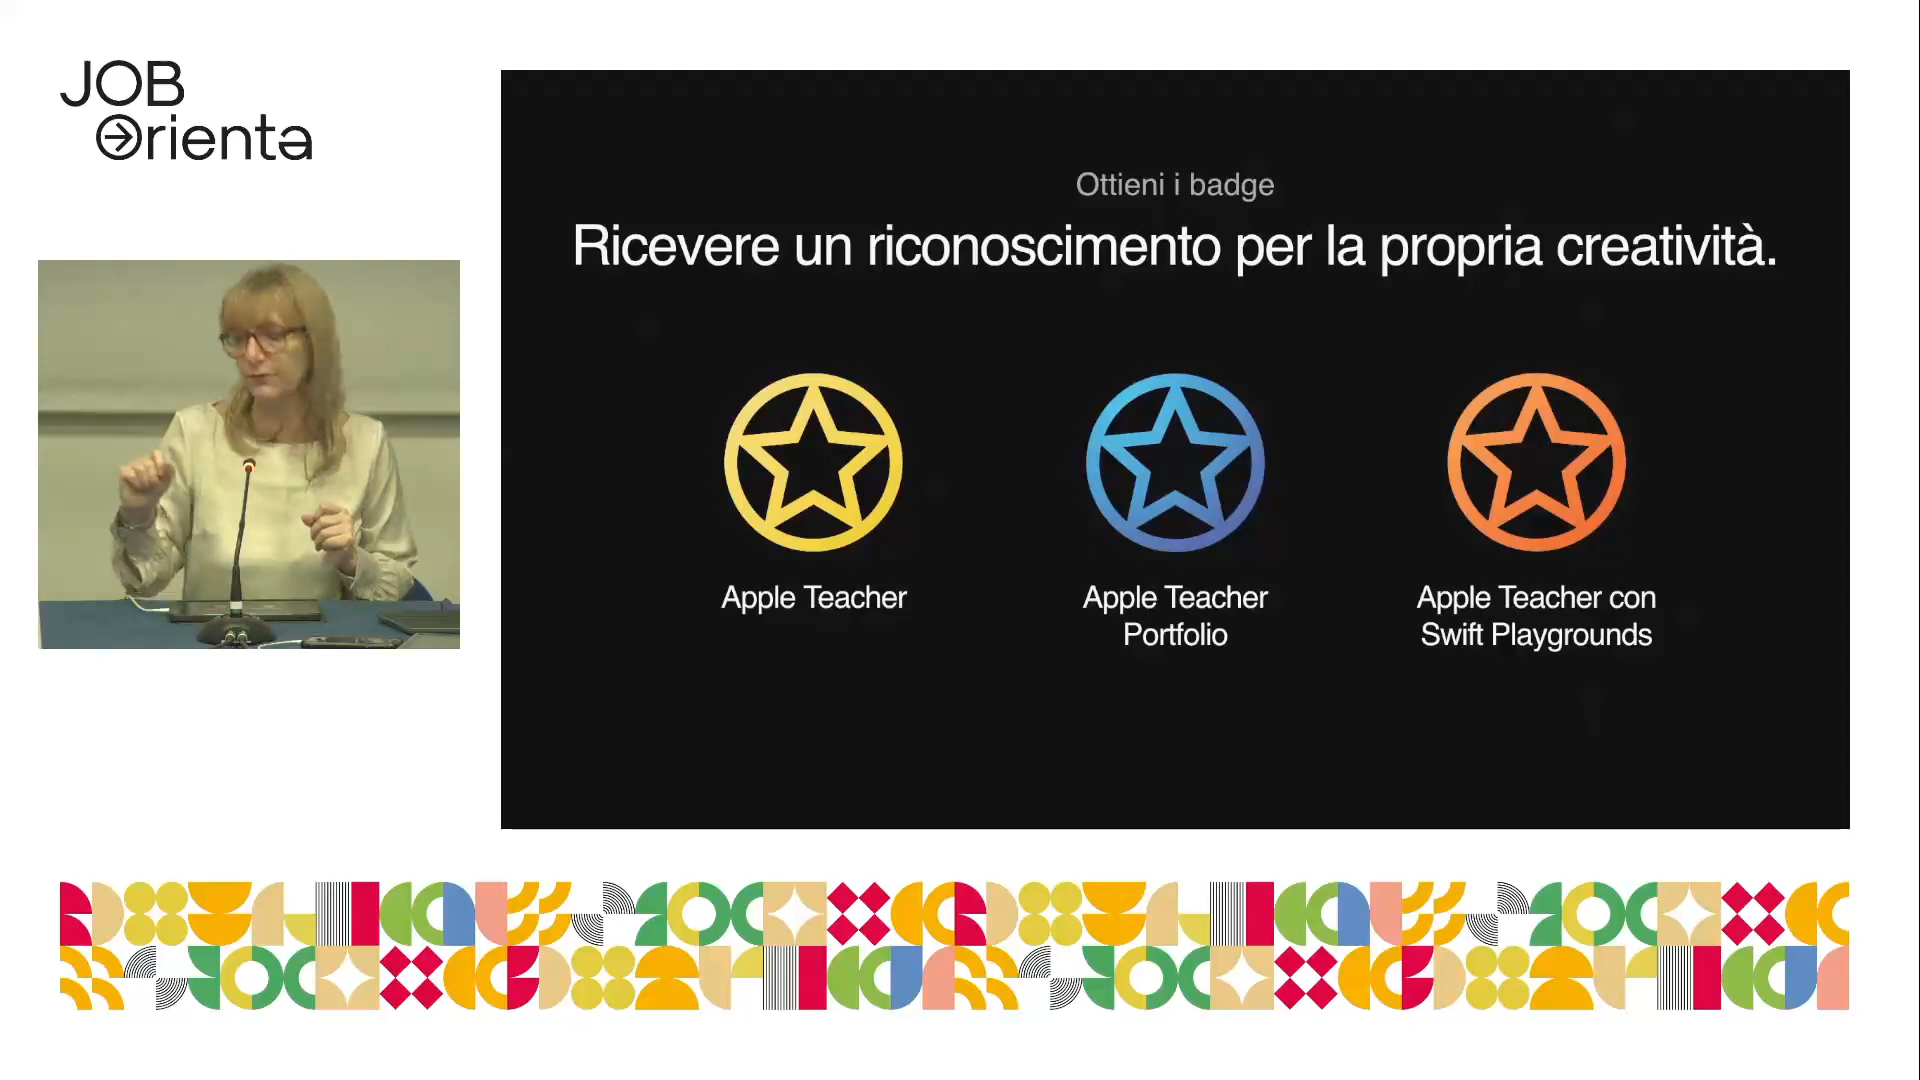 JOB
Orienta
Ottieni i badge
Ricevere un riconoscimento per la propria creatività.
Apple Teacher
Apple Teacher
Portfolio
Apple Teacher con
Swift Playgrounds